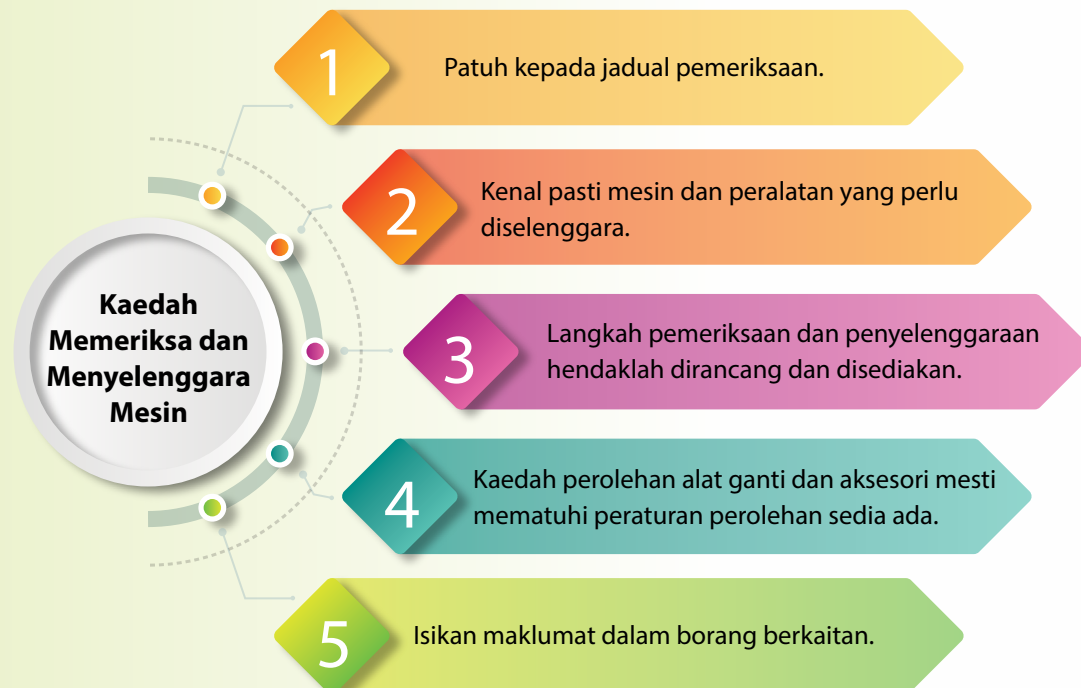 Kaedah
Memeriksa dan
Menyelenggara
Mesin
1
Patuh kepada jadual pemeriksaan.
2
Kenal pasti mesin dan peralatan yang perlu
diselenggara.
3
Langkah pemeriksaan dan penyelenggaraan
hendaklah dirancang dan disediakan.
4
Kaedah perolehan alat ganti dan aksesori mesti
mematuhi peraturan perolehan sedia ada.
5
Isikan maklumat dalam borang berkaitan.